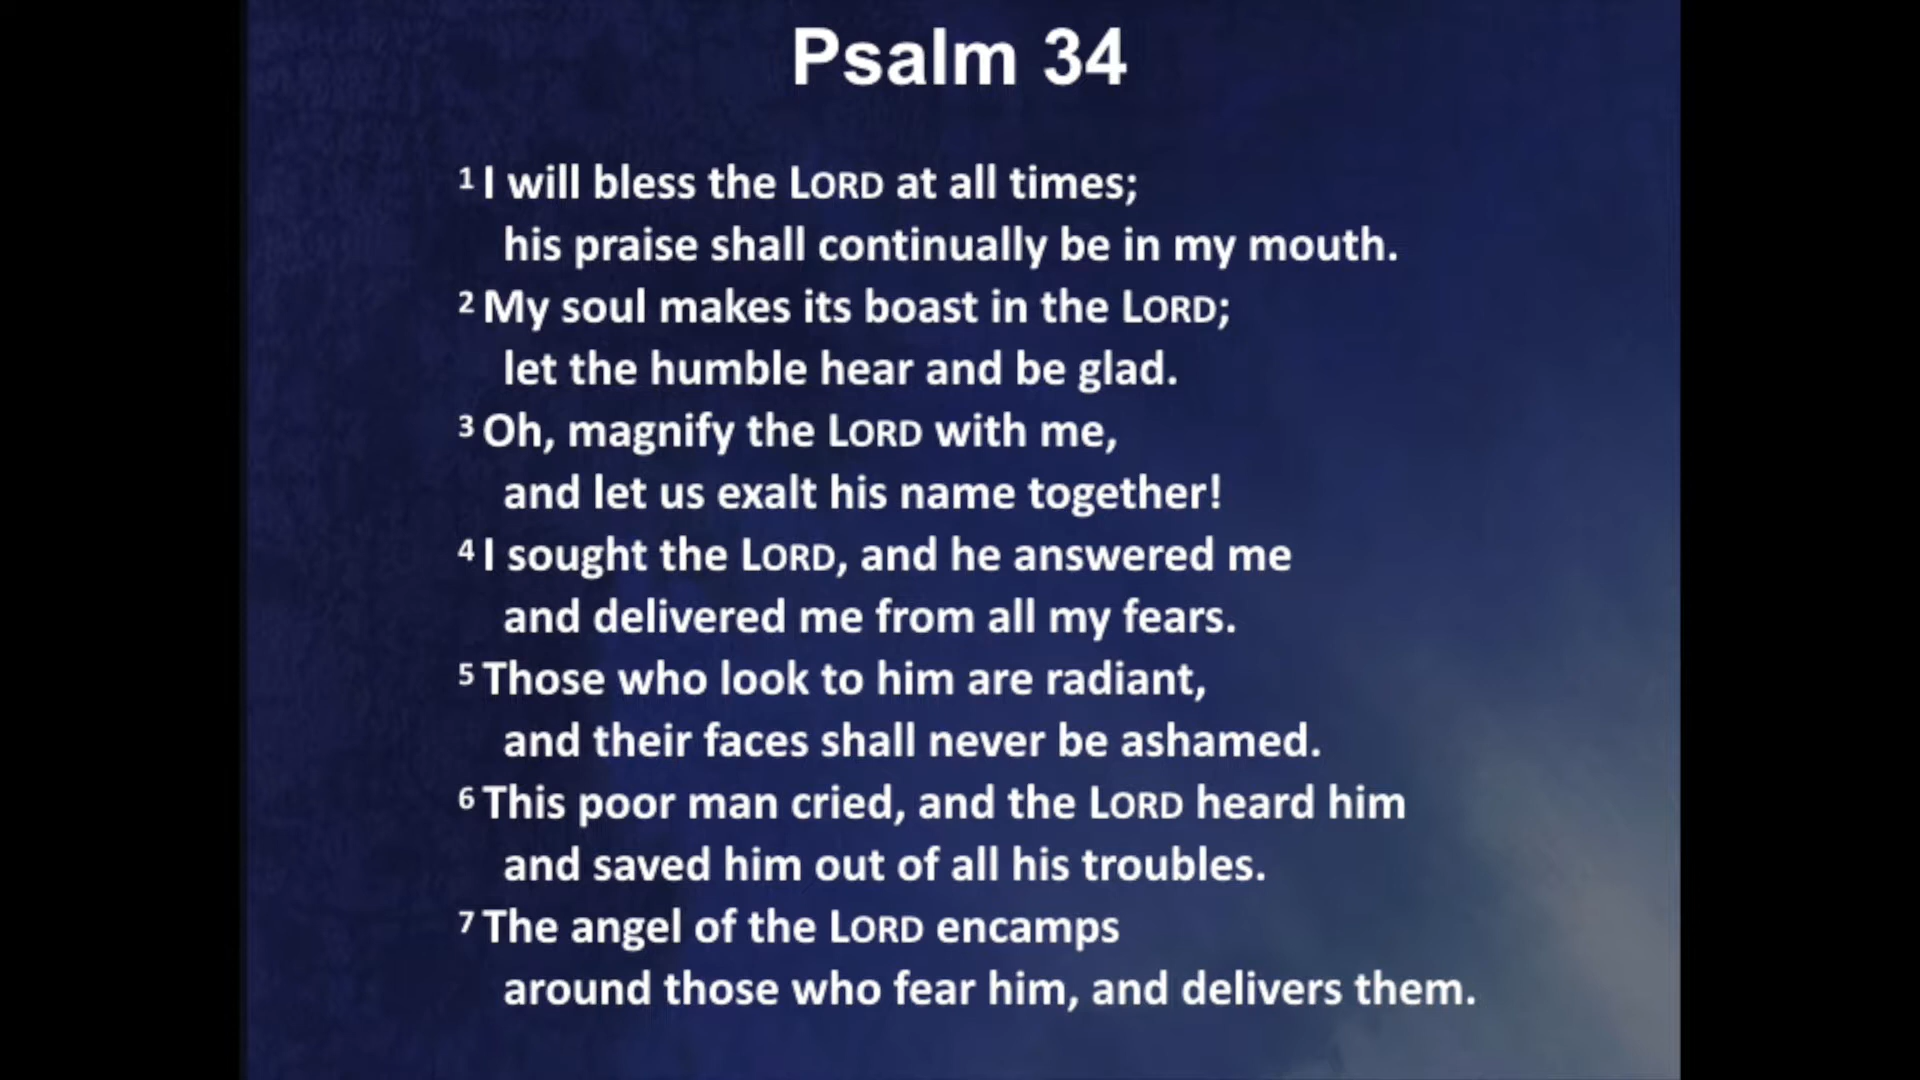 Psalm 34
1 I will bless the LORD at all times;
his praise shall continually be in my mouth.
2 My soul makes its boast in the LORD;
let the humble hear and be glad.
3 Oh, magnify the LORD with me,
and let us exalt his name together!
4 I sought the LORD, and he answered me
and delivered me from all my fears.
5 Those who look to him are radiant,
and their faces shall never be ashamed.
6 This poor man cried, and the LORD heard him
and saved him out of all his troubles.
7 The angel of the LORD encamps
around those who fear him, and delivers them.